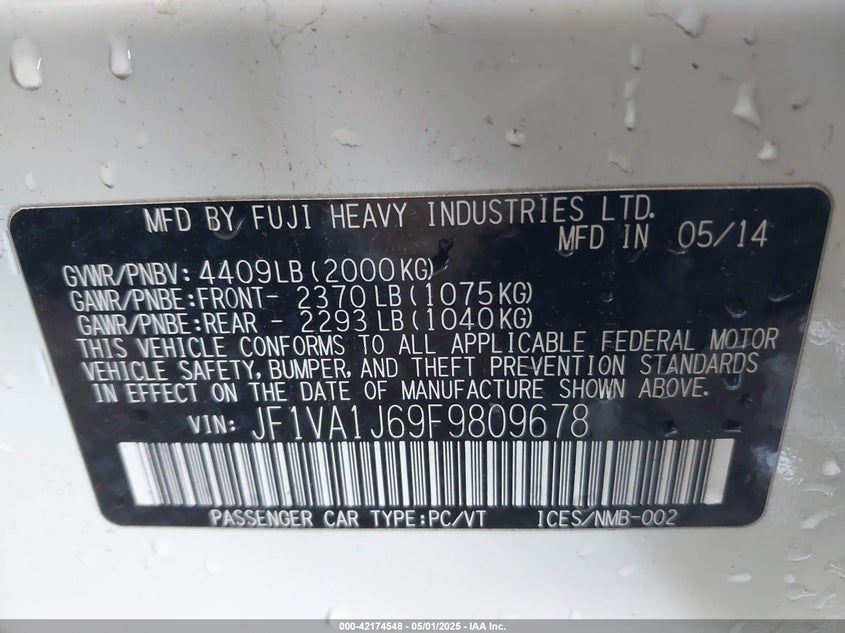 MFD BY FUJI HEAVY INDUSTRIES LTD.
MFD IN 05/14
GVWR/PNBV: 4409LB (2000KG)
GAWR/PNBE: FRONT- 2370 LB (1075KG)
GAWR/PNBE: REAR - 2293 LB (1040KG)
THIS VEHICLE CONFORMS TO ALL APPLICABLE FEDERAL MOTOR
VEHICLE SAFETY, BUMPER, AND THEFT PREVENTION STANDARDS
IN EFFECT ON THE DATE OF MANUFACTURE SHOWN ABOVE.
VIN: JF1VA1J69F9809678
PASSENGER CAR TYPE:PC/VT ICES/NMB-002
000-42174548 - 05/01/2025 - IAA Inc.